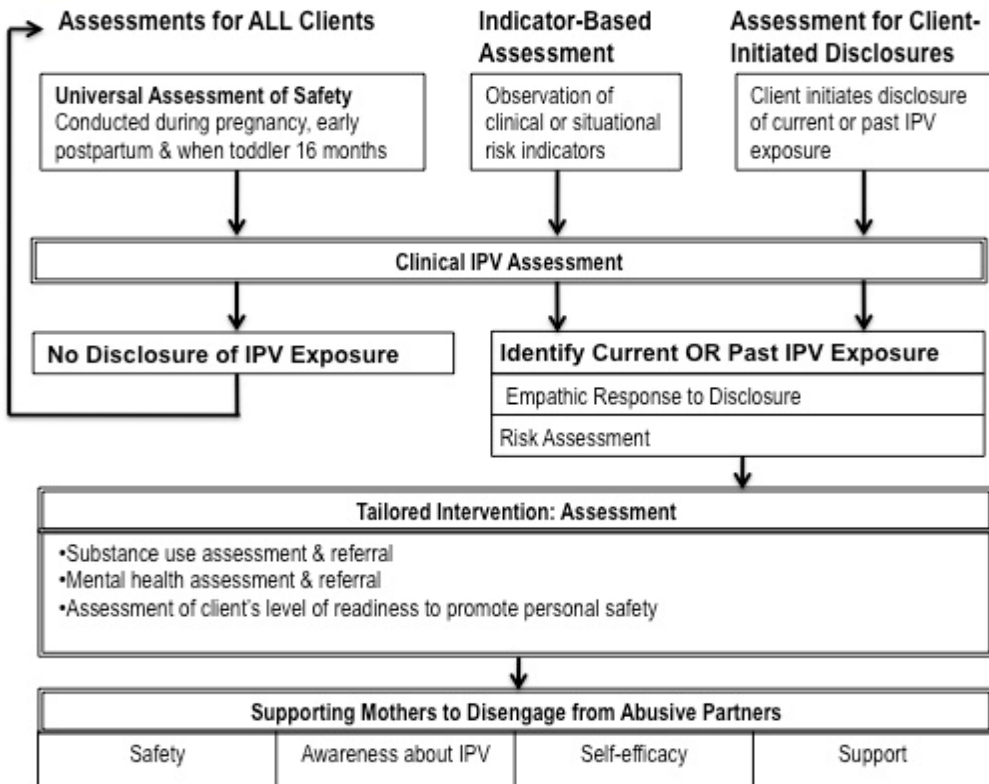 Assessments for ALL Clients
Universal Assessment of Safety
Conducted during pregnancy, early
postpartum & when toddler 16 months
Indicator-Based
Assessment
Observation of
clinical or situational
risk indicators
Assessment for Client-
Initiated Disclosures
Client initiates disclosure
of current or past IPV
exposure
Clinical IPV Assessment
No Disclosure of IPV Exposure
Identify Current OR Past IPV Exposure
Empathic Response to Disclosure
Risk Assessment
Tailored Intervention: Assessment
•Substance use assessment & referral
•Mental health assessment & referral
•Assessment of client's level of readiness to promote personal safety
Supporting Mothers to Disengage from Abusive Partners
Safety
Awareness about IPV
Self-efficacy
Support